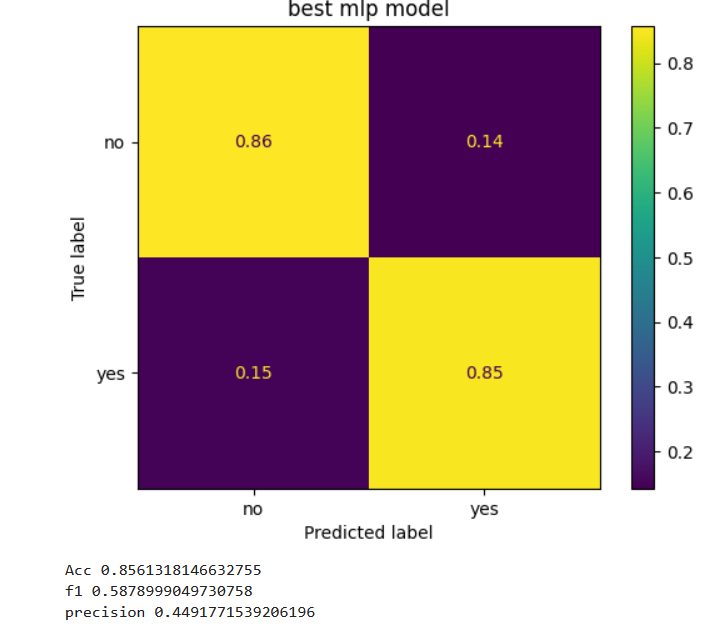 best mlp model
0.8
0.7
0.6
0.5
0.4
0.3
0.2
no
0.86
0.14
True label
yes
0.15
0.85
no
yes
Predicted label
Acc 0.8561318146632755
f1 0.5878999049730758
precision 0.4491771539206196